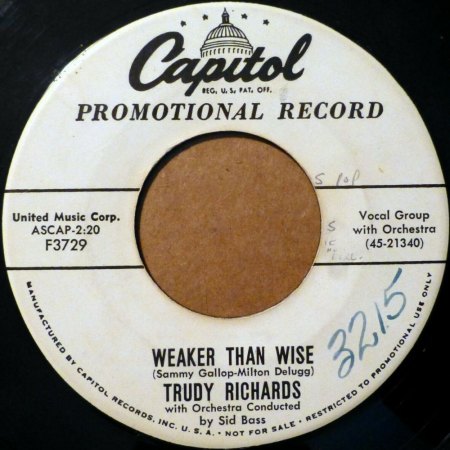 Capitol
REG. U.S. PAT. OFF.
PROMOTIONAL RECORD
United Music Corp.
ASCAP-2:20
F3729
Vocal Group
with Orchestra
(45-21340)
S POP
S
3215
WEAKER THAN WISE
(Sammy Gallop-Milton Delugg)
TRUDY RICHARDS
with Orchestra Conducted
by Sid Bass
MANUFACTURED BY CAPITOL RECORDS, INC. U.S.A. • NOT FOR SALE • RESTRICTED TO PROMOTIONAL USE ONLY